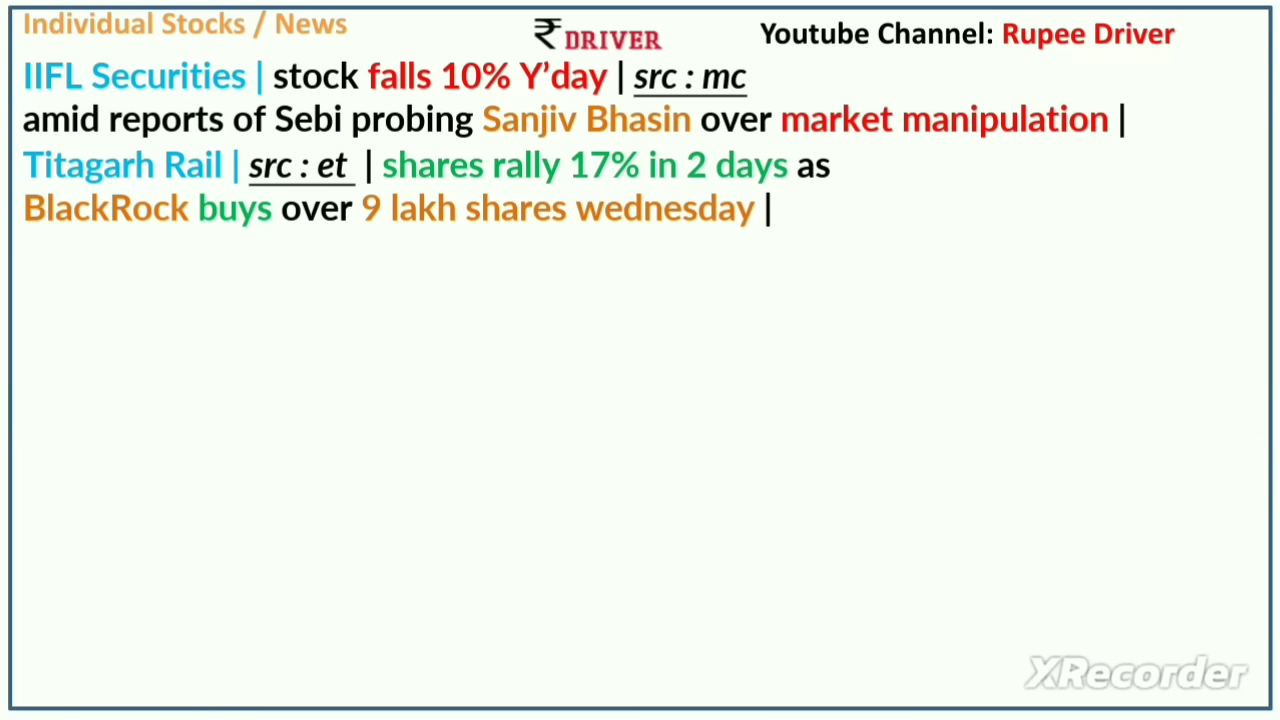 Individual Stocks / News
₹ DRIVER
Youtube Channel: Rupee Driver
IIFL Securities | stock falls 10% Y’day | src : mc
amid reports of Sebi probing Sanjiv Bhasin over market manipulation |
Titagarh Rail | src : et | shares rally 17% in 2 days as
BlackRock buys over 9 lakh shares wednesday |
XRecorder